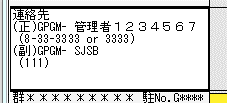 連絡先
(正)GPGM- 管理者１２３４５６７
(8-33-3333 or 3333)
(副)GPGM- SJSB
(111)
群＊＊＊＊＊＊＊＊＊ 駐No.G****